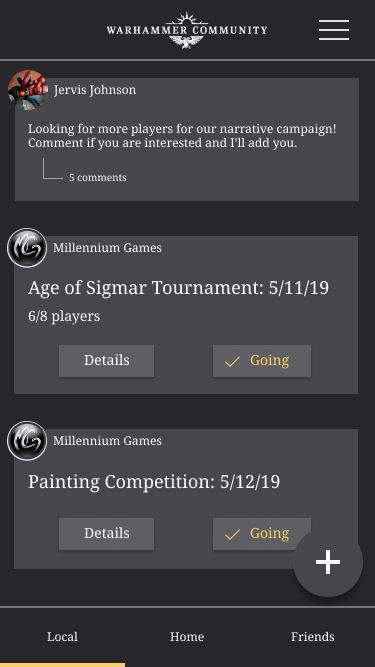 WARHAMMER COMMUNITY
Jervis Johnson
Looking for more players for our narrative campaign!
Comment if you are interested and I’ll add you.
5 comments
Millennium Games
Age of Sigmar Tournament: 5/11/19
6/8 players
Details
Going
Millennium Games
Painting Competition: 5/12/19
Details
Going
Local
Home
Friends